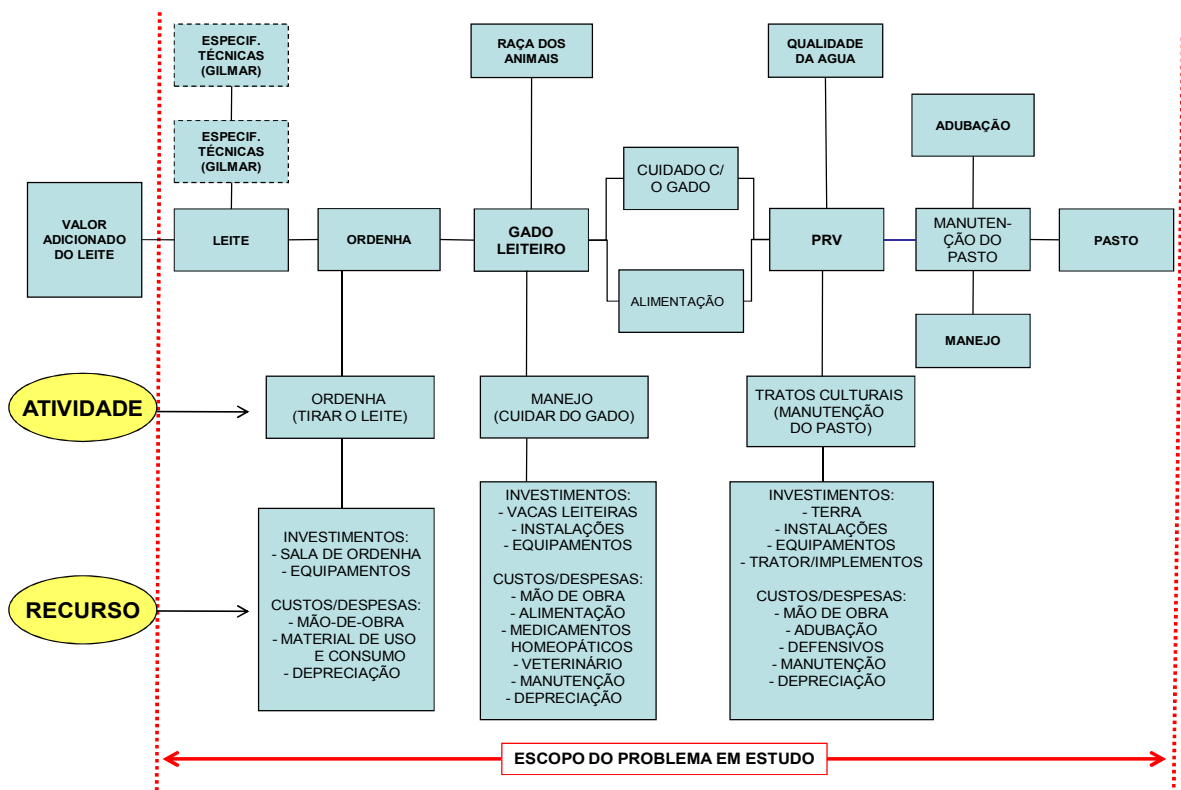 ESPECIF.
TÉCNICAS
(GILMAR)
RAÇA DOS
ANIMAIS
QUALIDADE
DA AGUA
ESPECIF.
TÉCNICAS
(GILMAR)
ADUBAÇÃO
CUIDADO C/
O GADO
VALOR
ADICIONADO
DO LEITE
LEITE
ORDENHA
GADO
LEITEIRO
PRV
MANUTEN-
ÇÃO DO
PASTO
PASTO
ALIMENTAÇÃO
MANEJO
ATIVIDADE
ORDENHA
(TIRAR O LEITE)
MANEJO
(CUIDAR DO GADO)
TRATOS CULTURAIS
(MANUTENÇÃO
DO PASTO)
RECURSO
INVESTIMENTOS:
- SALA DE ORDENHA
- EQUIPAMENTOS
CUSTOS/DESPESAS:
- MÃO-DE-OBRA
- MATERIAL DE USO
E CONSUMO
- DEPRECIAÇÃO
INVESTIMENTOS:
- VACAS LEITEIRAS
- INSTALAÇÕES
- EQUIPAMENTOS
CUSTOS/DESPESAS:
- MÃO DE OBRA
- ALIMENTAÇÃO
- MEDICAMENTOS
HOMEOPÁTICOS
- VETERINÁRIO
- MANUTENÇÃO
- DEPRECIAÇÃO
INVESTIMENTOS:
- TERRA
- INSTALAÇÕES
- EQUIPAMENTOS
- TRATOR/IMPLEMENTOS
CUSTOS/DESPESAS:
- MÃO DE OBRA
- ADUBAÇÃO
- DEFENSIVOS
- MANUTENÇÃO
- DEPRECIAÇÃO
ESCOPO DO PROBLEMA EM ESTUDO